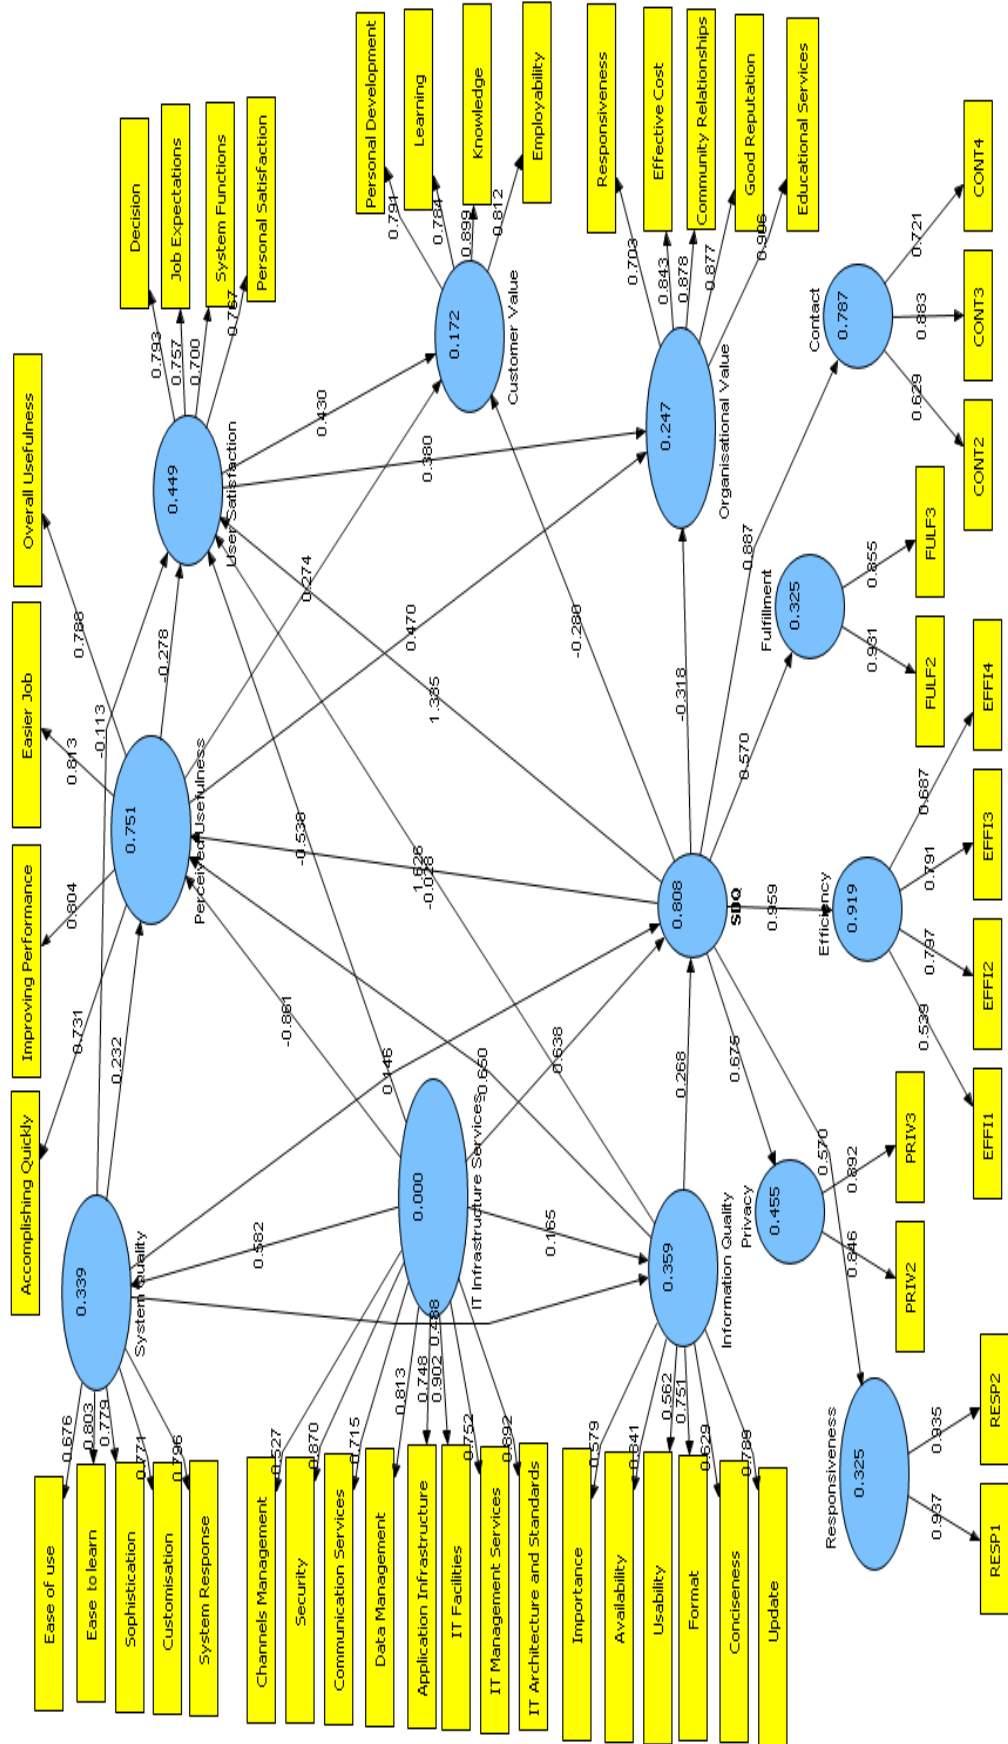 Ease of use
Ease to learn
Sophistication
Customisation
System Response
0.676
0.803
0.779
0.771
0.796
0.339
System Quality
Channels Management
Security
Communication Services
Data Management
Application Infrastructure
IT Facilities
IT Management Services
IT Architecture and Standards
0.527
0.870
0.715
0.813
0.748
0.902
0.752
0.892
0.000
IT Infrastructure Services
Importance
Availability
Usability
Format
Conciseness
Update
0.579
0.841
0.562
0.751
0.629
0.789
0.359
Information Quality
0.582
0.165
0.488
Accomplishing Quickly
Improving Performance
Easier Job
Overall Usefulness
0.731
0.804
0.813
0.788
0.751
Perceived Usefulness
0.232
-0.113
-0.278
-0.861
0.146
0.650
0.638
0.268
-0.538
-0.028
1.385
0.274
0.470
0.808
SDQ
0.449
User Satisfaction
0.793
0.757
0.700
0.767
Decision
Job Expectations
System Functions
Personal Satisfaction
0.430
0.380
-0.280
-0.318
0.172
Customer Value
0.791
0.784
0.899
0.812
Personal Development
Learning
Knowledge
Employability
0.247
Organisational Value
0.703
0.843
0.878
0.877
0.906
Responsiveness
Effective Cost
Community Relationships
Good Reputation
Educational Services
0.570
0.675
0.959
0.570
0.887
Responsiveness
0.325
0.937
0.935
RESP1
RESP2
Privacy
0.455
0.846
0.892
PRIV2
PRIV3
Efficiency
0.919
0.539
0.797
0.791
0.687
EFFI1
EFFI2
EFFI3
EFFI4
Fulfillment
0.325
0.931
0.855
FULF2
FULF3
Contact
0.787
0.629
0.883
0.721
CONT2
CONT3
CONT4